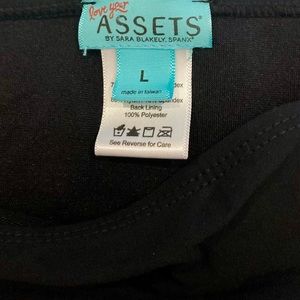 love your
ASSETS®
BY SARA BLAKELY. SPANX®
L
made in taiwan
Back Lining
100% Polyester
See Reverse for Care